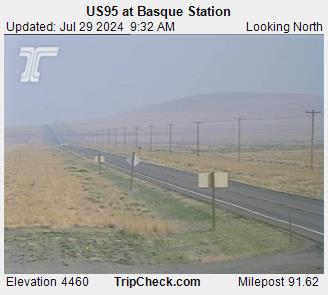 US95 at Basque Station
Updated: Jul 29 2024 9:32 AM
Looking North
Elevation 4460
TripCheck.com
Milepost 91.62